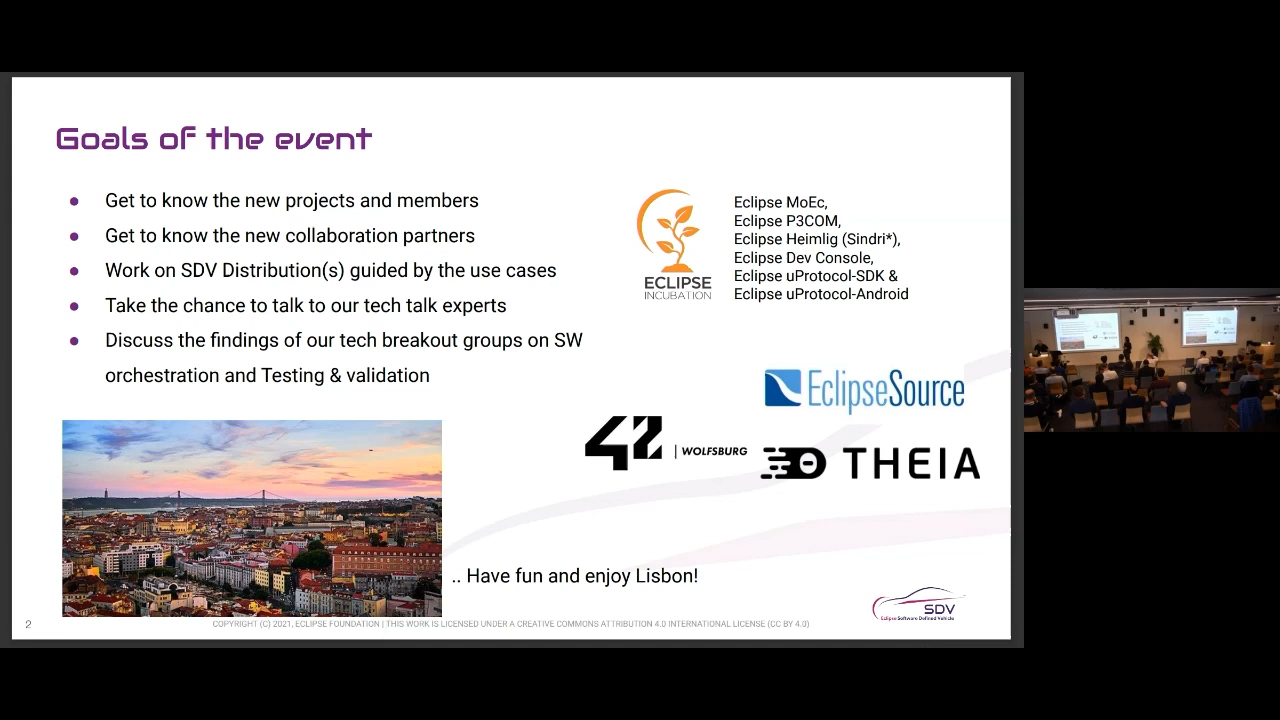 Goals of the event
● Get to know the new projects and members
● Get to know the new collaboration partners
● Work on SDV Distribution(s) guided by the use cases
● Take the chance to talk to our tech talk experts
● Discuss the findings of our tech breakout groups on SW
orchestration and Testing & validation
ECLIPSE
INCUBATION
Eclipse MoEc,
Eclipse P3COM,
Eclipse Heimlig (Sindri*),
Eclipse Dev Console,
Eclipse uProtocol-SDK &
Eclipse uProtocol-Android
EclipseSource
42 | WOLFSBURG
THEIA
.. Have fun and enjoy Lisbon!
SDV
Eclipse Software Defined Vehicle
2
COPYRIGHT (C) 2021, ECLIPSE FOUNDATION | THIS WORK IS LICENSED UNDER A CREATIVE COMMONS ATTRIBUTION 4.0 INTERNATIONAL LICENSE (CC BY 4.0)